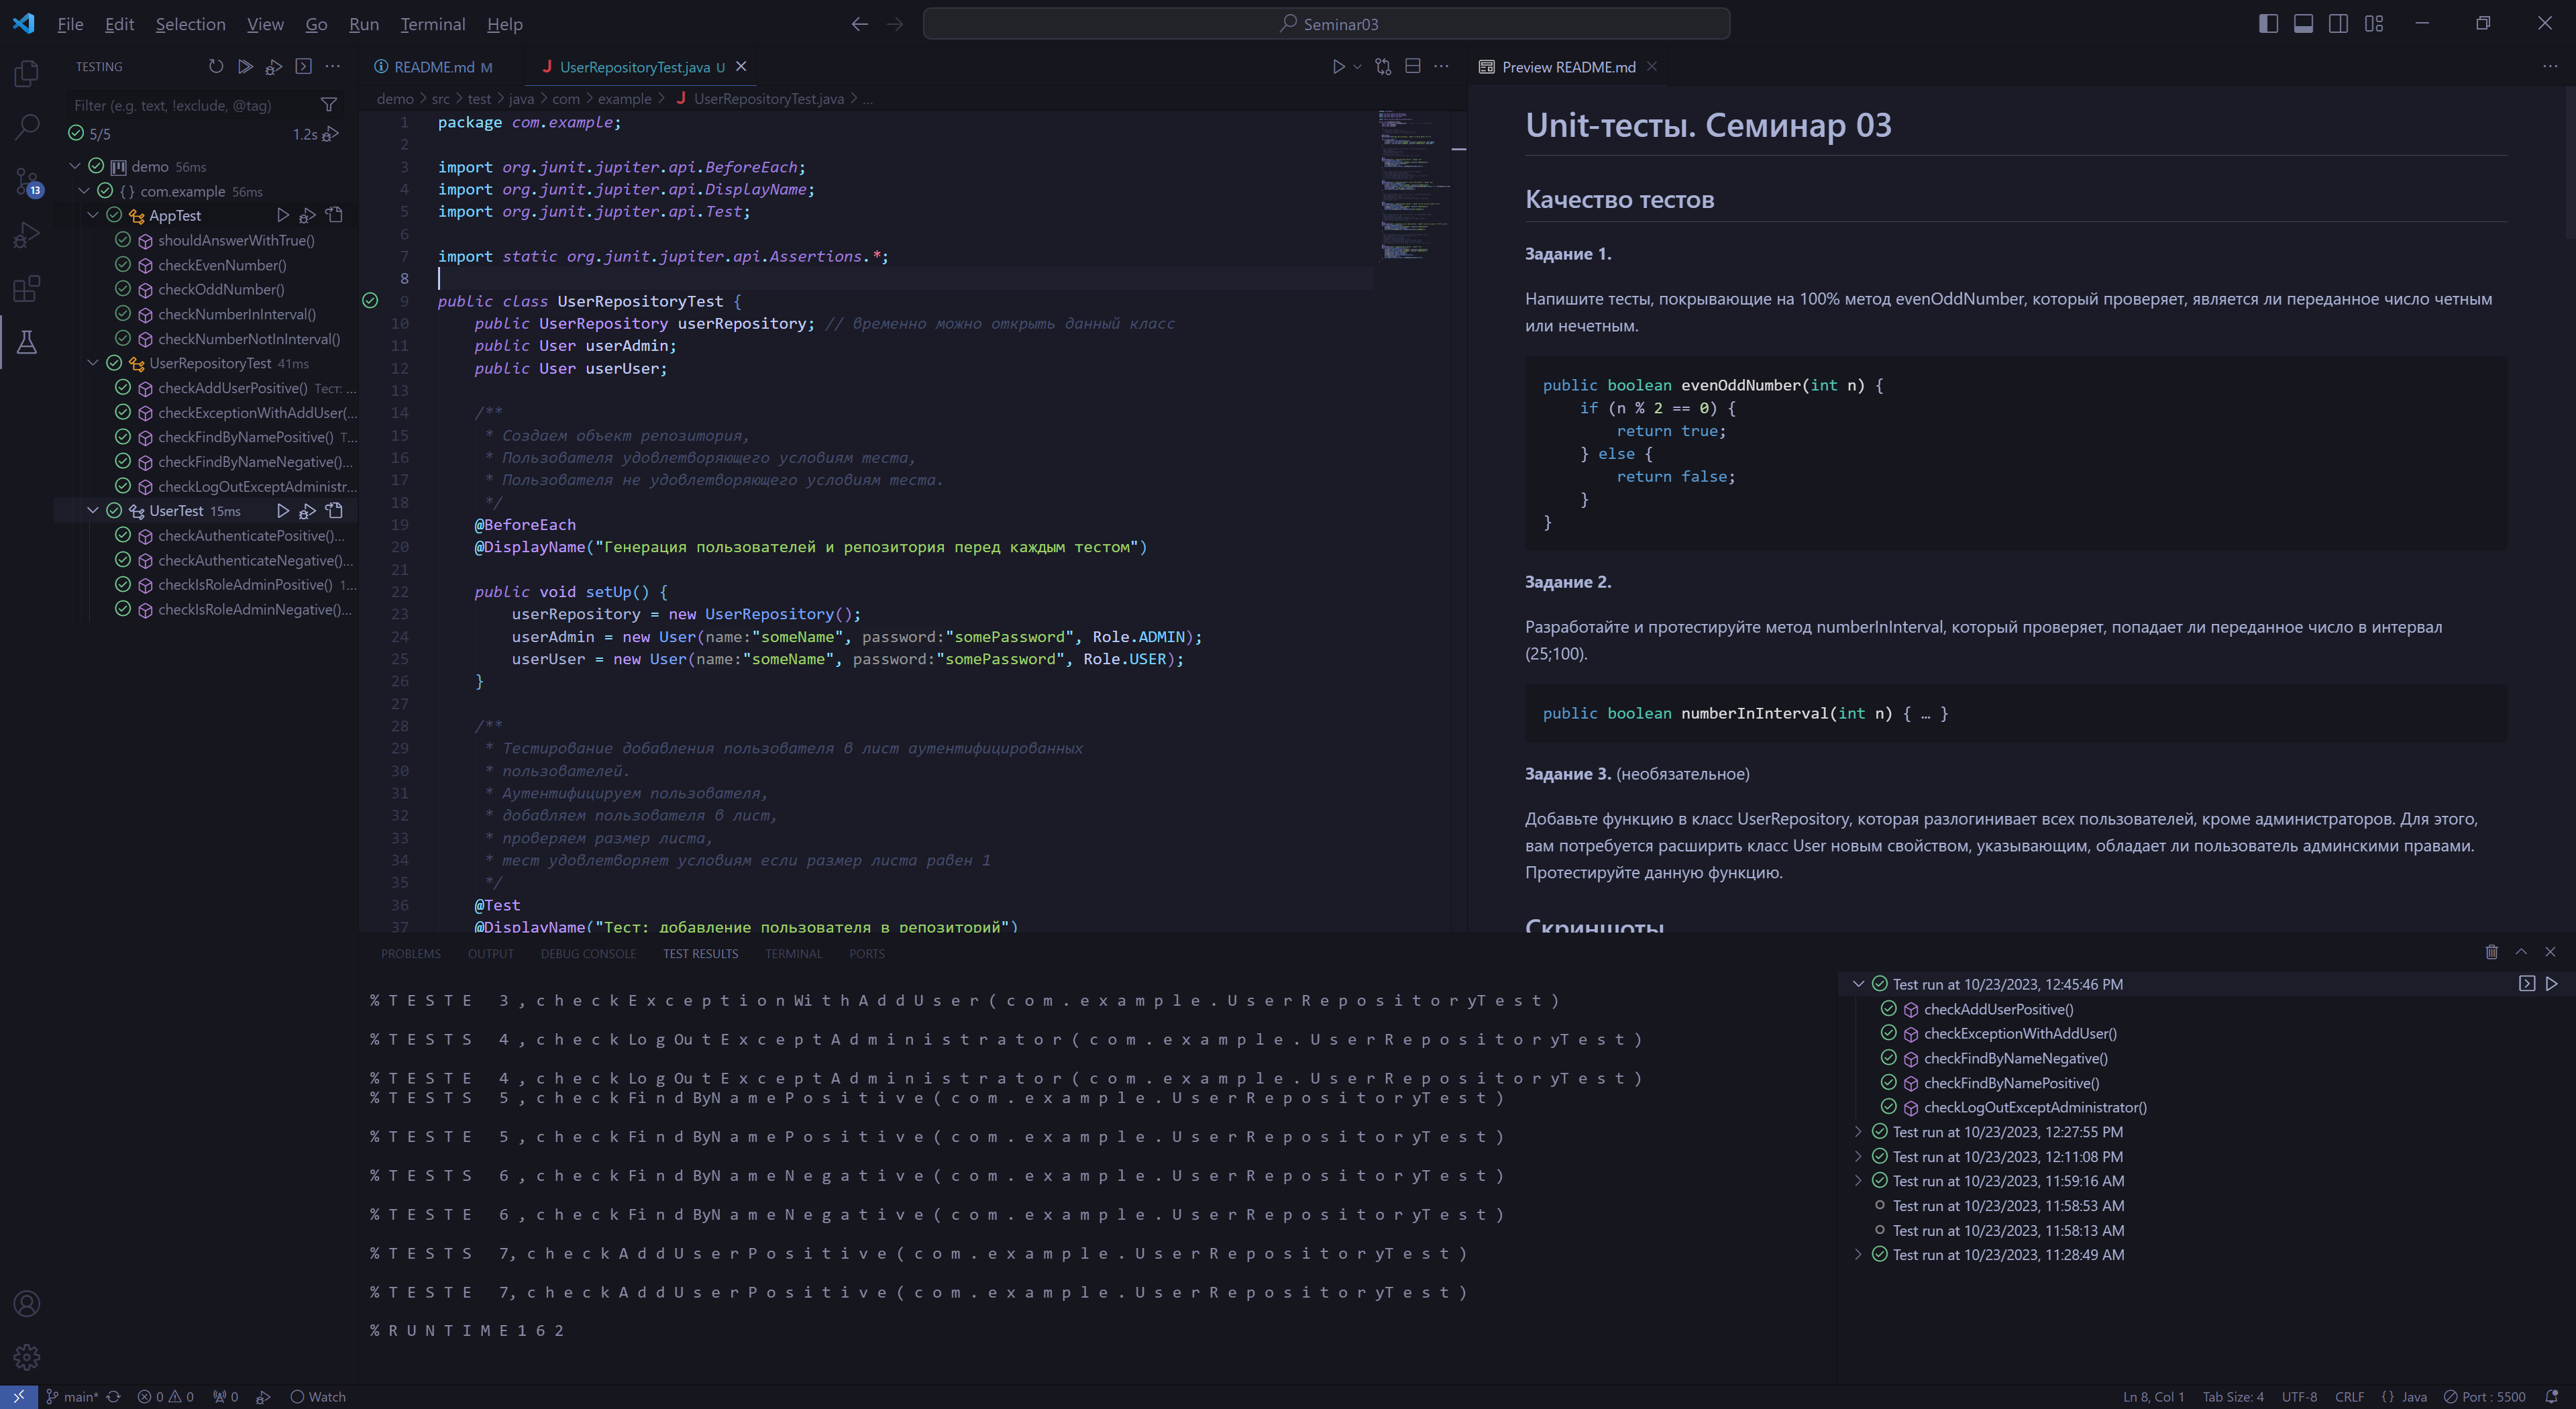 File Edit Selection View Go Run Terminal Help
Seminar03
TESTING
Filter (e.g. text, !exclude, @tag)
5/5 1.2s
demo 56ms
com.example 56ms
AppTest
shouldAnswerWithTrue()
checkEvenNumber()
checkOddNumber()
checkNumberInInterval()
checkNumberNotInInterval()
UserRepositoryTest 41ms
checkAddUserPositive() Тест: ...
checkExceptionWithAddUser(...
checkFindByNamePositive() Т...
checkFindByNameNegative()...
checkLogOutExceptAdministr...
UserTest 15ms
checkAuthenticatePositive()...
checkAuthenticateNegative()...
checkIsRoleAdminPositive() 1...
checkIsRoleAdminNegative()...
13
README.md M
UserRepositoryTest.java U
demo > src > test > java > com > example > UserRepositoryTest.java > ...
1 package com.example;
2
3 import org.junit.jupiter.api.BeforeEach;
4 import org.junit.jupiter.api.DisplayName;
5 import org.junit.jupiter.api.Test;
6
7 import static org.junit.jupiter.api.Assertions.*;
8
9 public class UserRepositoryTest {
10 public UserRepository userRepository; // временно можно открыть данный класс
11 public User userAdmin;
12 public User userUser;
13
14 /**
15 * Создаем объект репозитория,
16 * Пользователя удовлетворяющего условиям теста,
17 * Пользователя не удовлетворяющего условиям теста.
18 */
19 @BeforeEach
20 @DisplayName("Генерация пользователей и репозитория перед каждым тестом")
21
22 public void setUp() {
23 userRepository = new UserRepository();
24 userAdmin = new User(name:"someName", password:"somePassword", Role.ADMIN);
25 userUser = new User(name:"someName", password:"somePassword", Role.USER);
26 }
27
28 /**
29 * Тестирование добавления пользователя в лист аутентифицированных
30 * пользователей.
31 * Аутентифицируем пользователя,
32 * добавляем пользователя в лист,
33 * проверяем размер листа,
34 * тест удовлетворяет условиям если размер листа равен 1
35 */
36 @Test
37 @DisplayName("Тест: добавление пользователя в репозиторий")
Preview README.md
Unit-тесты. Семинар 03
Качество тестов
Задание 1.
Напишите тесты, покрывающие на 100% метод evenOddNumber, который проверяет, является ли переданное число четным
или нечетным.
public boolean evenOddNumber(int n) {
if (n % 2 == 0) {
return true;
} else {
return false;
}
}
Задание 2.
Разработайте и протестируйте метод numberInInterval, который проверяет, попадает ли переданное число в интервал
(25;100).
public boolean numberInInterval(int n) { … }
Задание 3. (необязательное)
Добавьте функцию в класс UserRepository, которая разлогинивает всех пользователей, кроме администраторов. Для этого,
вам потребуется расширить класс User новым свойством, указывающим, обладает ли пользователь админскими правами.
Протестируйте данную функцию.
Скриншоты
PROBLEMS OUTPUT DEBUG CONSOLE TEST RESULTS TERMINAL PORTS
%TESTE 3,checkExceptionWithAddUser(com.example.UserRepositoryTest)
%TESTS 4,checkLogOutExceptAdministrator(com.example.UserRepositoryTest)
%TESTE 4,checkLogOutExceptAdministrator(com.example.UserRepositoryTest)
%TESTS 5,checkFindByNamePositive(com.example.UserRepositoryTest)
%TESTE 5,checkFindByNamePositive(com.example.UserRepositoryTest)
%TESTS 6,checkFindByNameNegative(com.example.UserRepositoryTest)
%TESTE 6,checkFindByNameNegative(com.example.UserRepositoryTest)
%TESTS 7,checkAddUserPositive(com.example.UserRepositoryTest)
%TESTE 7,checkAddUserPositive(com.example.UserRepositoryTest)
%RUNTIME162
Test run at 10/23/2023, 12:45:46 PM
checkAddUserPositive()
checkExceptionWithAddUser()
checkFindByNameNegative()
checkFindByNamePositive()
checkLogOutExceptAdministrator()
Test run at 10/23/2023, 12:27:55 PM
Test run at 10/23/2023, 12:11:08 PM
Test run at 10/23/2023, 11:59:16 AM
Test run at 10/23/2023, 11:58:53 AM
Test run at 10/23/2023, 11:58:13 AM
Test run at 10/23/2023, 11:28:49 AM
main* 0 0 0 Watch
Ln 8, Col 1 Tab Size: 4 UTF-8 CRLF {} Java Port : 5500